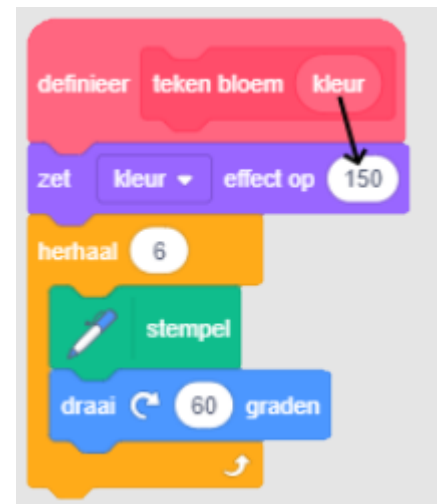 definieer teken bloem kleur
zet kleur effect op 150
herhaal 6
stempel
draai 60 graden